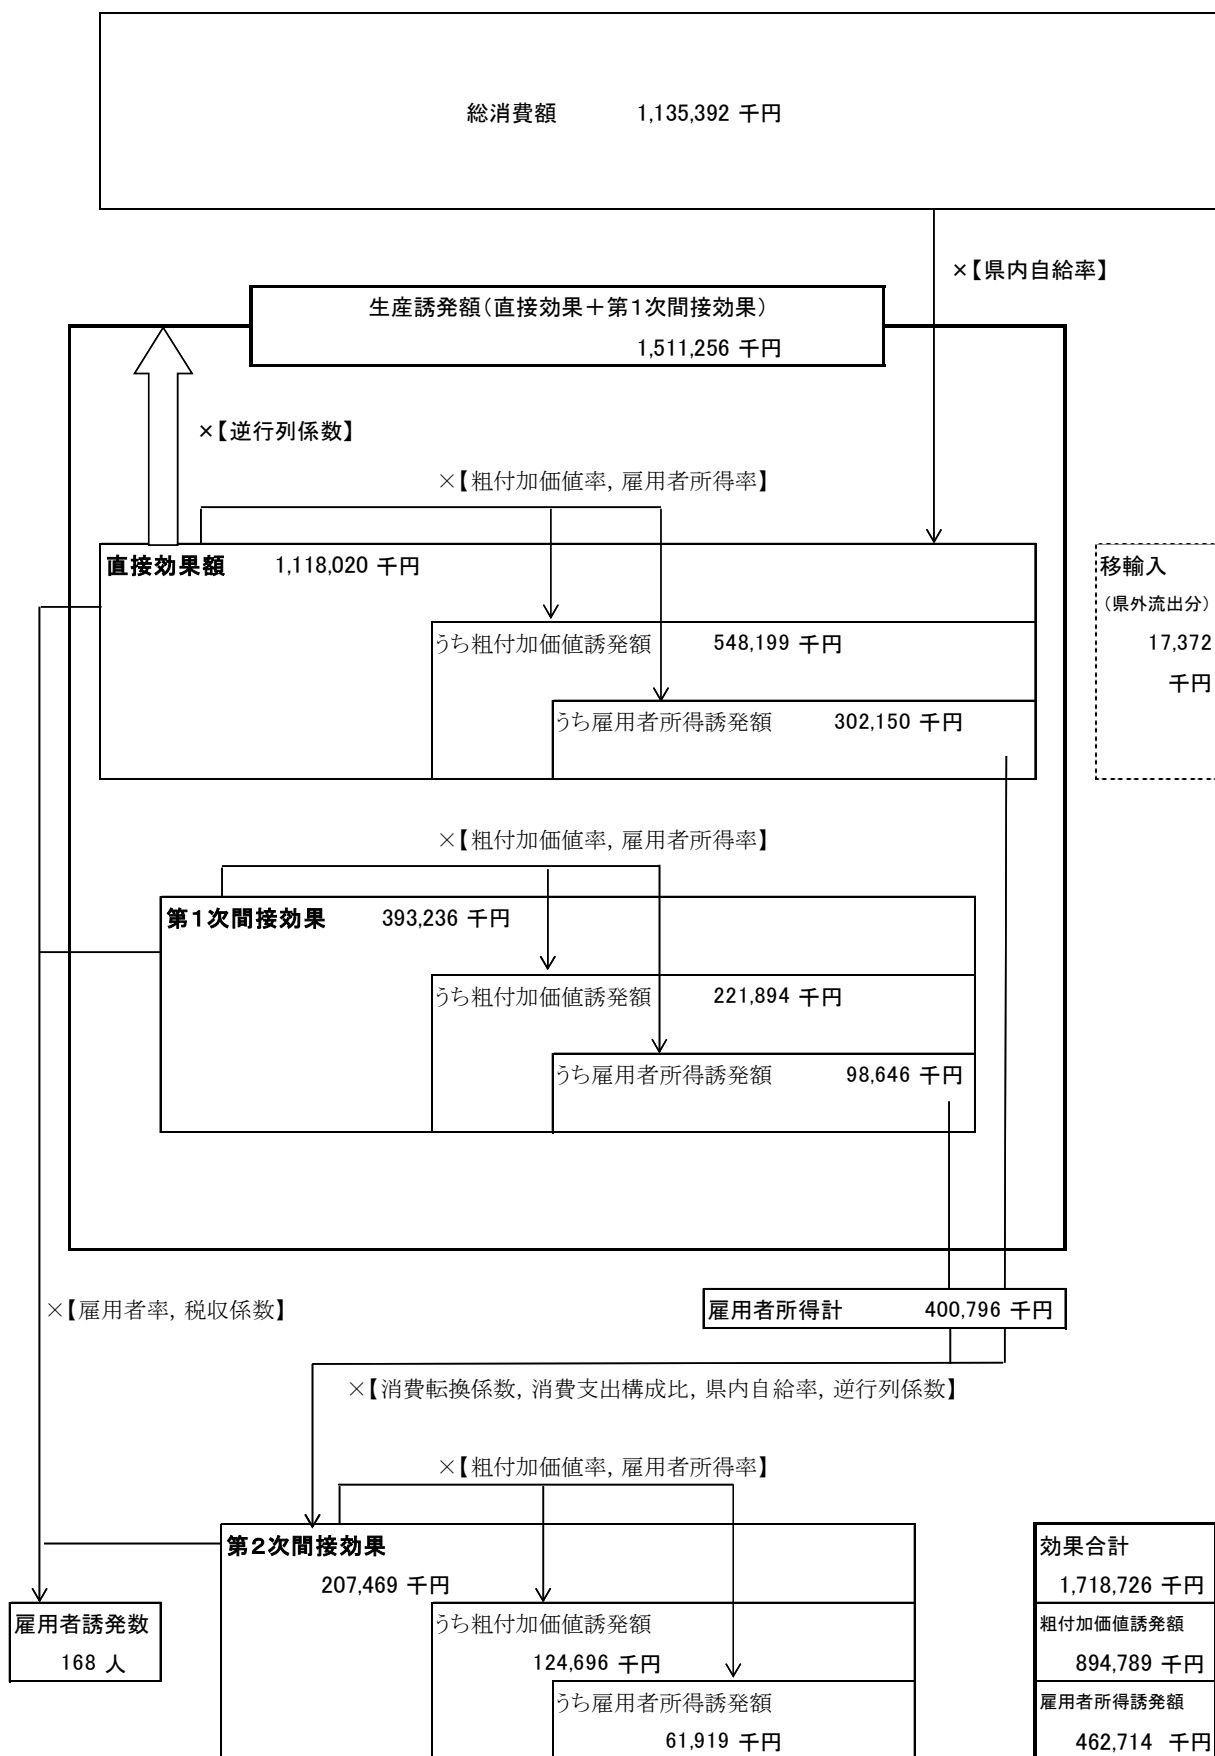 総消費額 1,135,392 千円
×【県内自給率】
生産誘発額(直接効果＋第1次間接効果)
1,511,256 千円
×【逆行列係数】
×【粗付加価値率, 雇用者所得率】
直接効果額 1,118,020 千円
移輸入
(県外流出分)
17,372
千円
うち粗付加価値誘発額 548,199 千円
うち雇用者所得誘発額 302,150 千円
×【粗付加価値率, 雇用者所得率】
第1次間接効果 393,236 千円
うち粗付加価値誘発額 221,894 千円
うち雇用者所得誘発額 98,646 千円
×【雇用者率, 税収係数】
雇用者所得計 400,796 千円
×【消費転換係数, 消費支出構成比, 県内自給率, 逆行列係数】
×【粗付加価値率, 雇用者所得率】
第2次間接効果
207,469 千円
うち粗付加価値誘発額
124,696 千円
うち雇用者所得誘発額
61,919 千円
雇用者誘発数
168 人
効果合計
1,718,726 千円
粗付加価値誘発額
894,789 千円
雇用者所得誘発額
462,714 千円